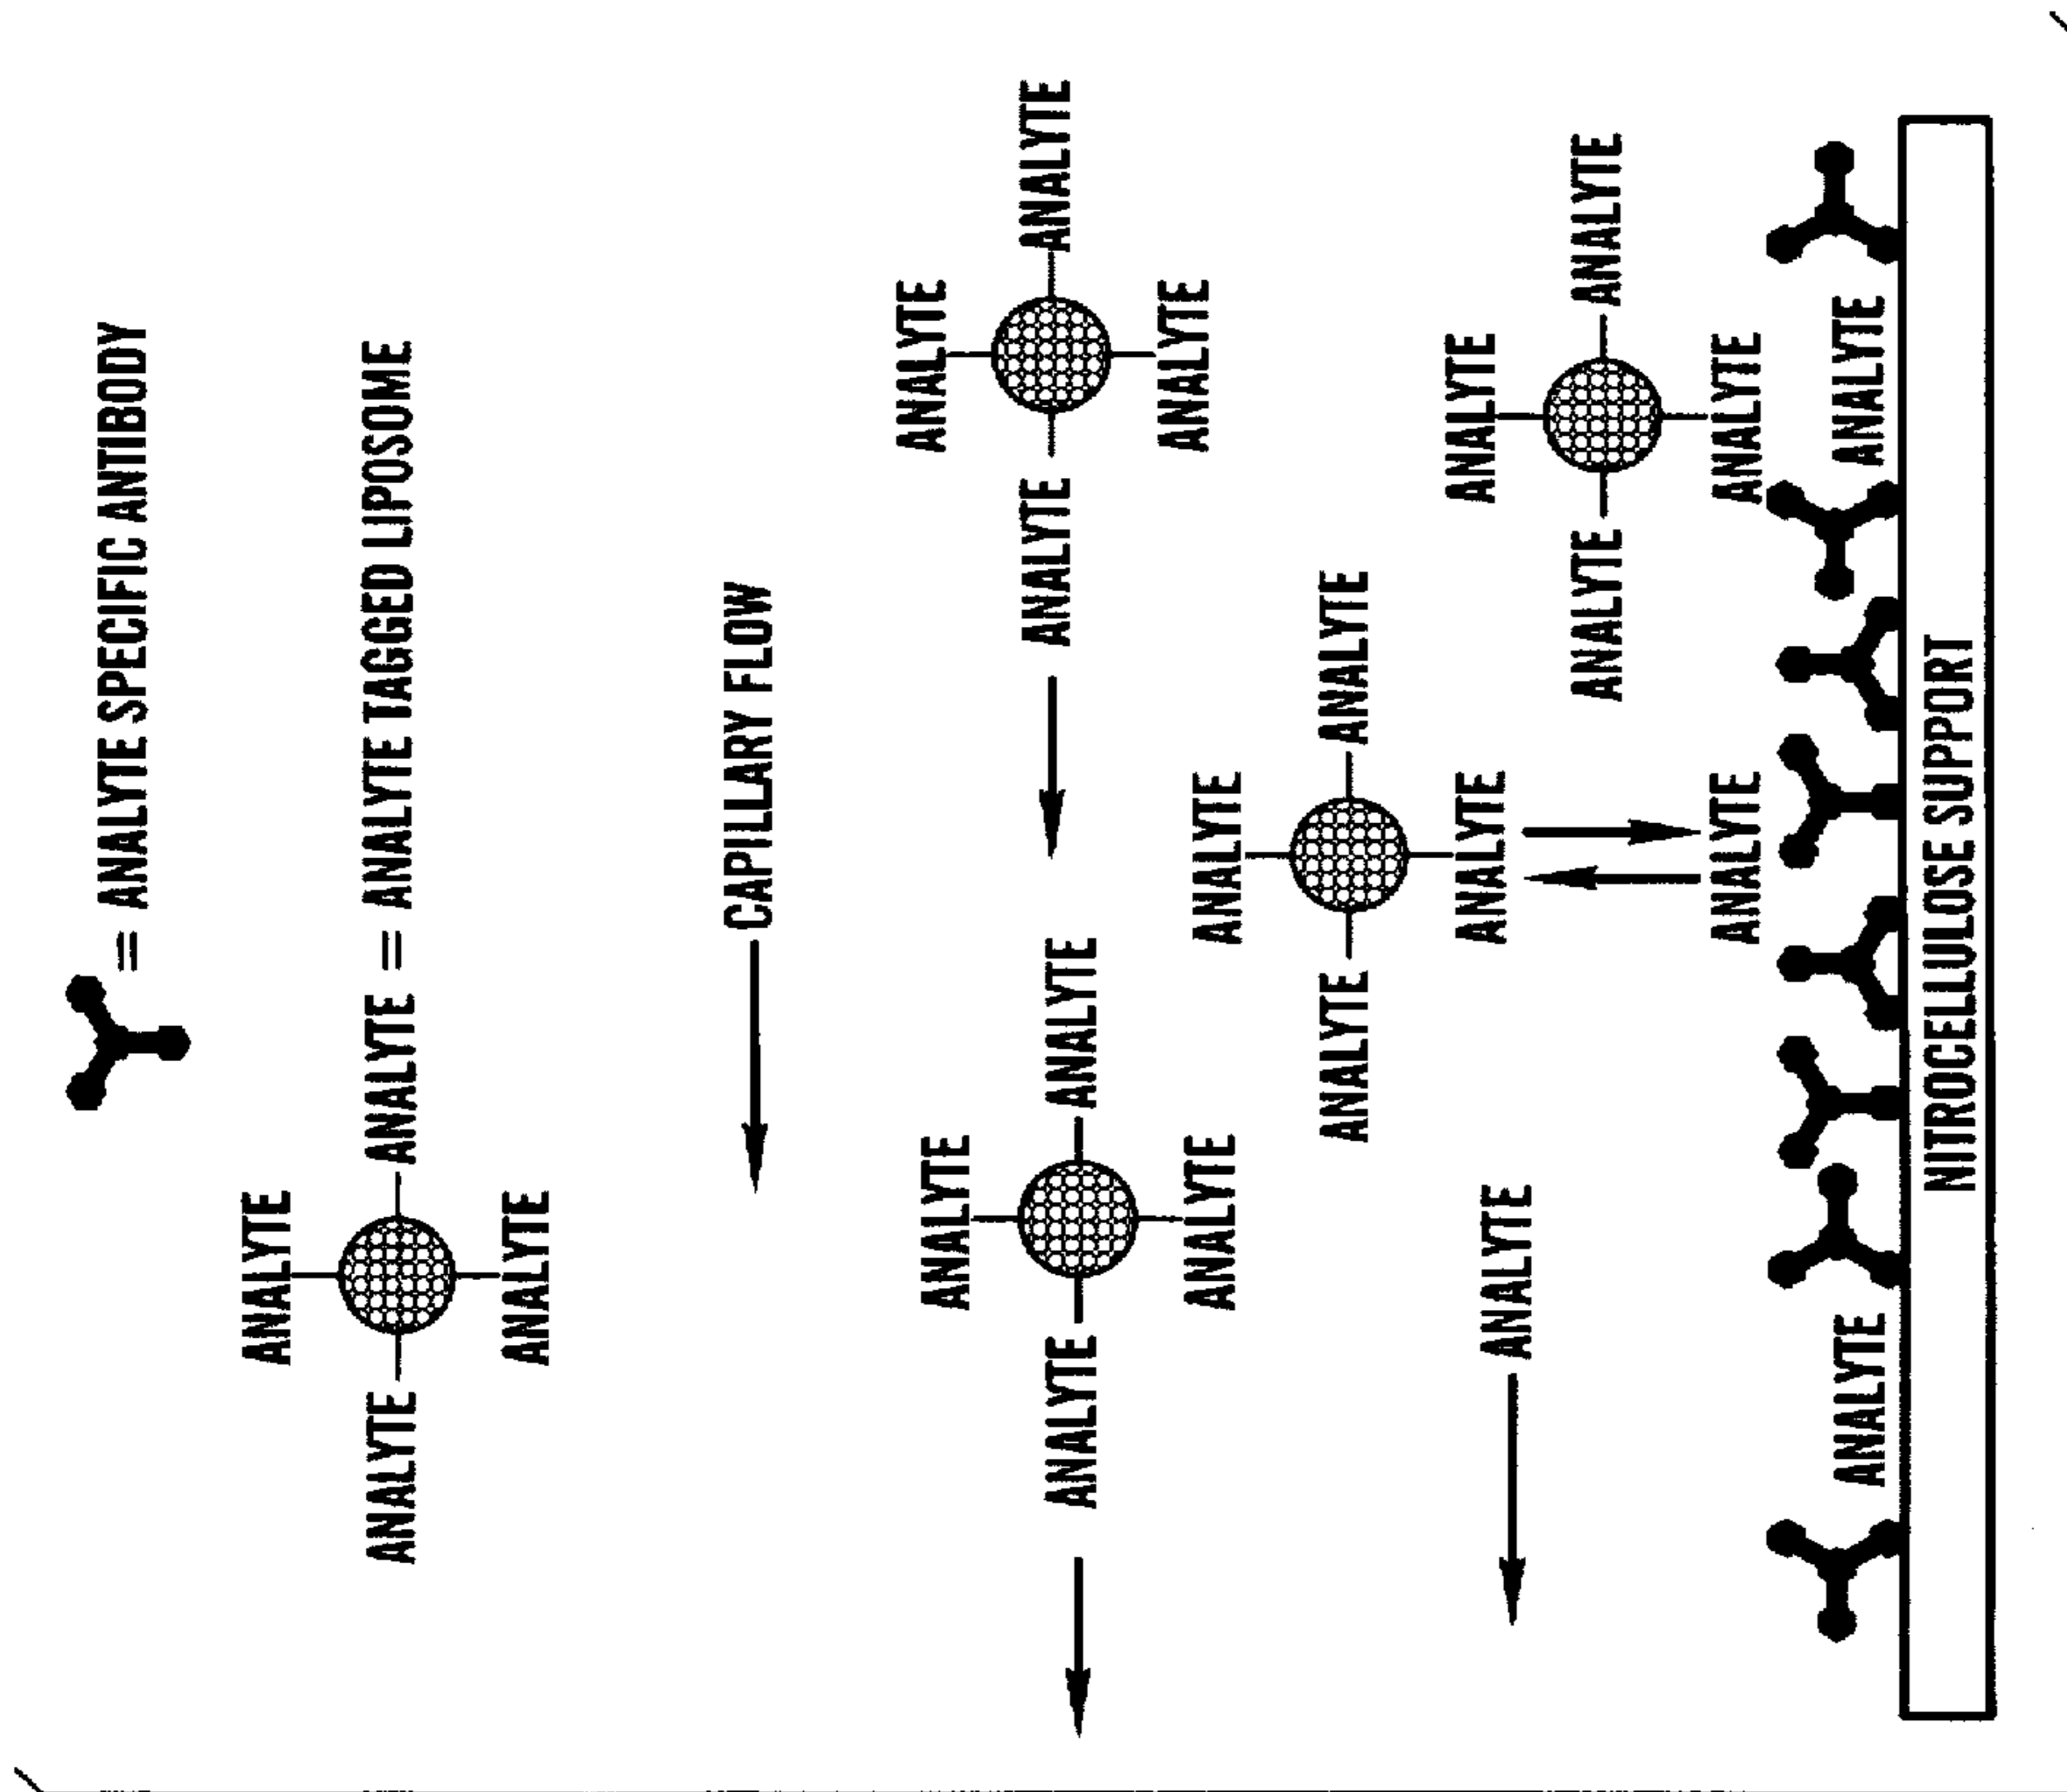 = ANALYTE SPECIFIC ANTIBODY
ANALYTE
ANALYTE ANALYTE = ANALYTE TAGGED LIPOSOME
ANALYTE
CAPILLARY FLOW
ANALYTE ANALYTE
ANALYTE ANALYTE ANALYTE ANALYTE
ANALYTE ANALYTE
ANALYTE
ANALYTE ANALYTE
ANALYTE ANALYTE ANALYTE
ANALYTE ANALYTE
ANALYTE ANALYTE
ANALYTE ANALYTE
NITROCELLULOSE SUPPORT